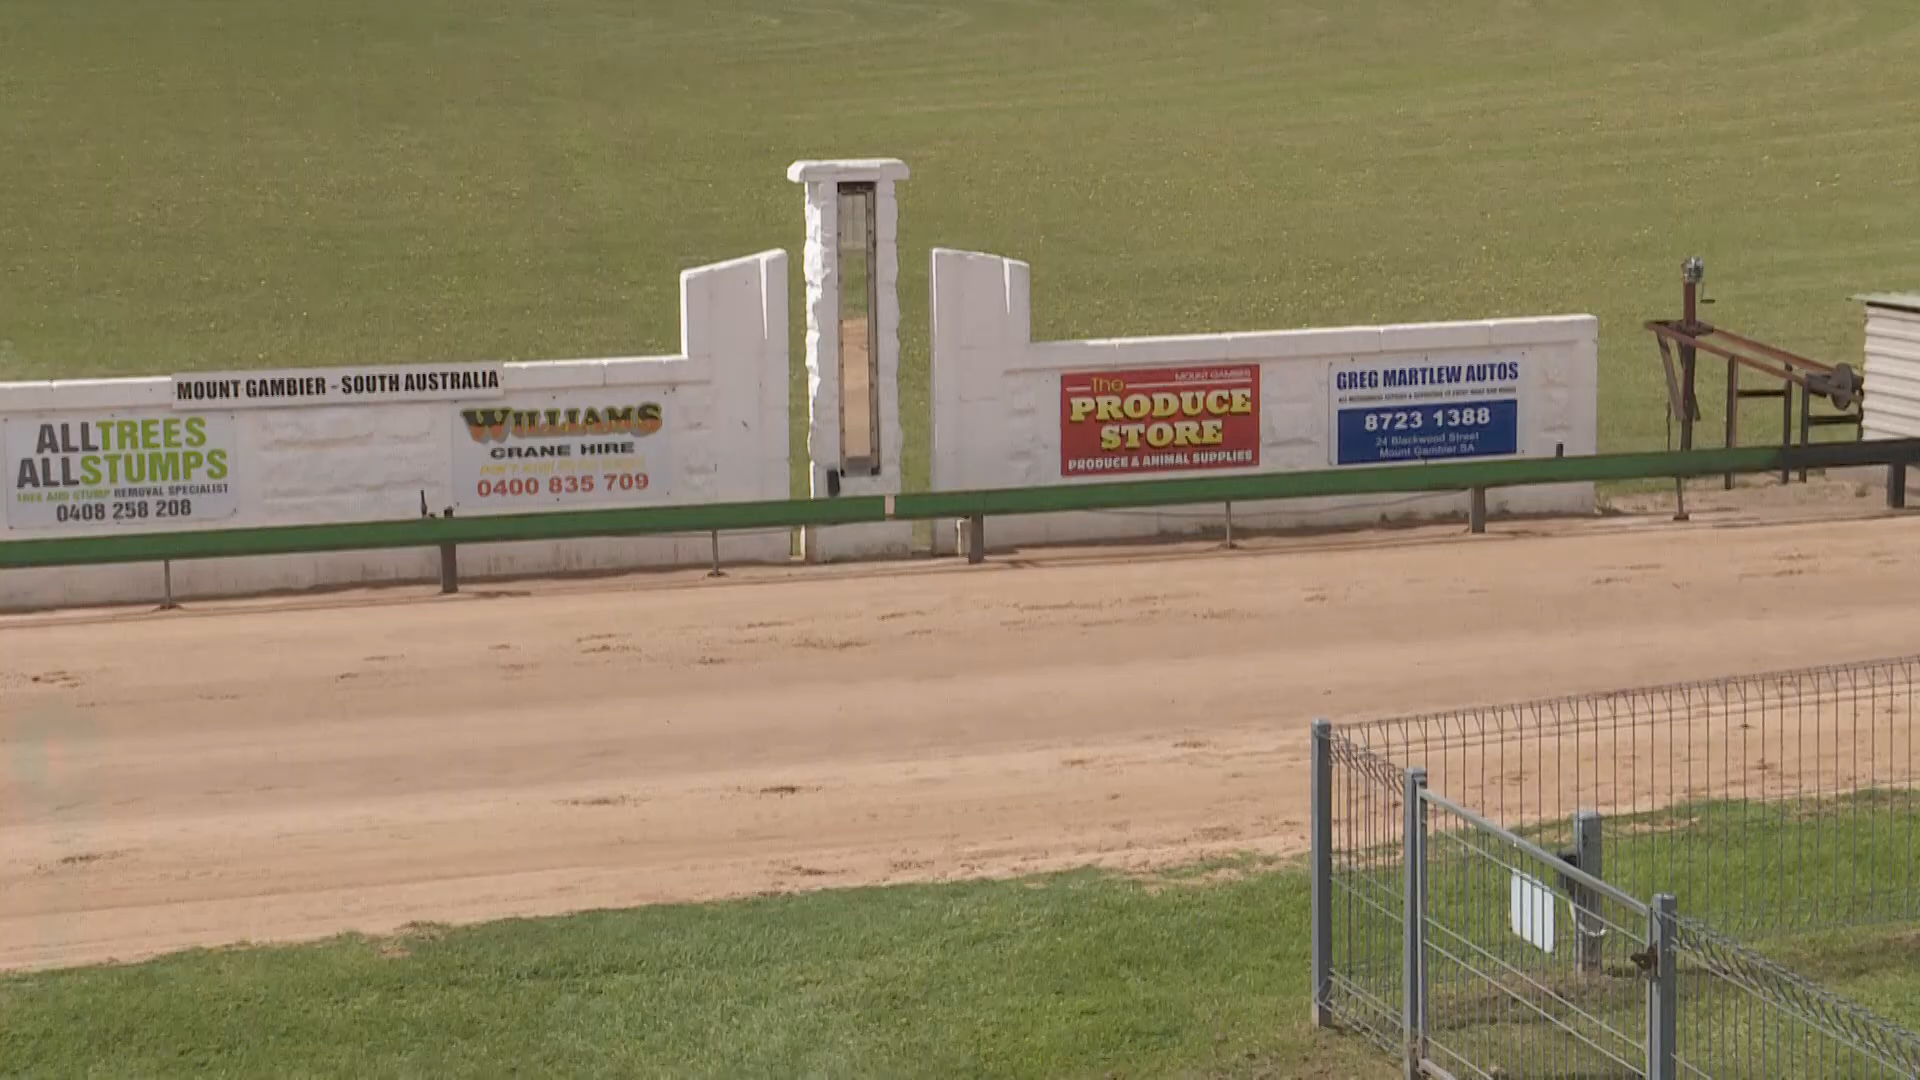 MOUNT GAMBIER - SOUTH AUSTRALIA
ALLTREES
ALLSTUMPS
TREE AND STUMP REMOVAL SPECIALIST
0408 258 208
WILLIAMS
CRANE HIRE
0400 835 709
The
MOUNT GAMBIER
PRODUCE
STORE
PRODUCE & ANIMAL SUPPLIES
GREG MARTLEW AUTOS
8723 1388
24 Blackwood Street
Mount Gambier SA